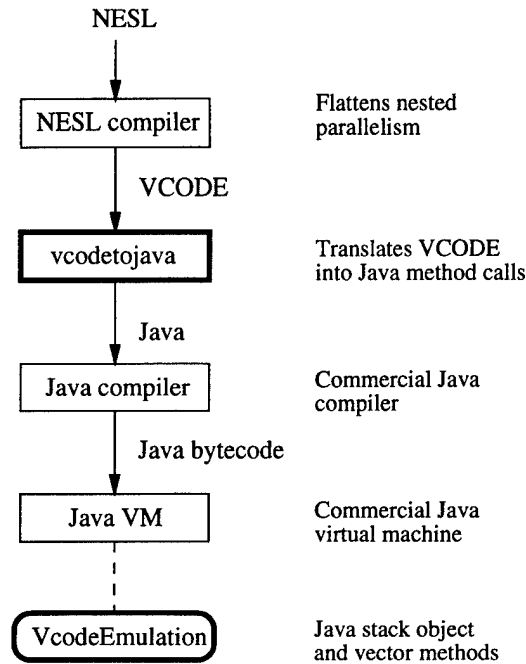 NESL
NESL compiler
Flattens nested
parallelism
VCODE
vcodetojava
Translates VCODE
into Java method calls
Java
Java compiler
Commercial Java
compiler
Java bytecode
Java VM
Commercial Java
virtual machine
VcodeEmulation
Java stack object
and vector methods